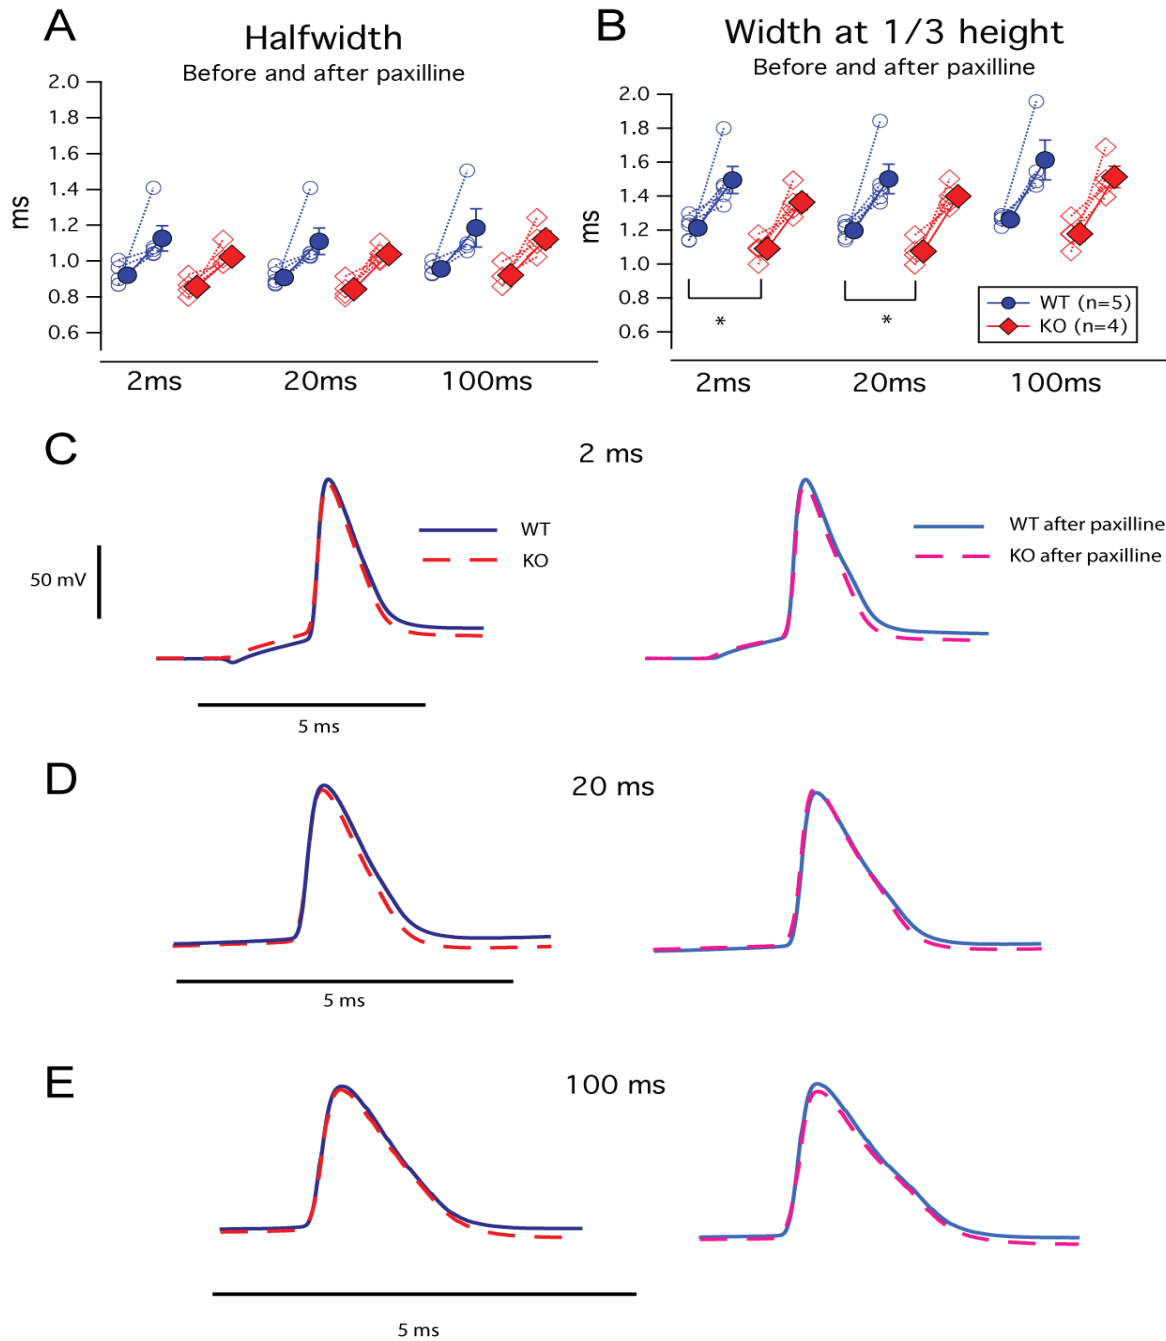 A
Halfwidth
Before and after paxilline
2.0
1.8
1.6
1.4
1.2
1.0
0.8
0.6
ms
2ms
20ms
100ms
B
Width at 1/3 height
Before and after paxilline
2.0
1.8
1.6
1.4
1.2
1.0
0.8
0.6
ms
*
*
WT (n=5)
KO (n=4)
2ms
20ms
100ms
C
2 ms
WT
KO
50 mV
WT after paxilline
KO after paxilline
5 ms
D
20 ms
5 ms
E
100 ms
5 ms